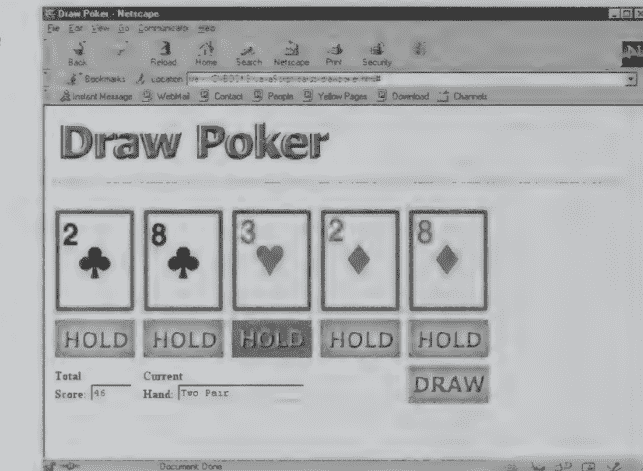 Draw Poker - Netscape
File Edit View Go Communicator Help
Back Reload Home Search Netscape Print Security
Bookmarks Location
Instant Message WebMail Contact People Yellow Pages Download Channels
Draw Poker
2 8 3 2 8
HOLD HOLD HOLD HOLD HOLD
Total Current
Score: 46 Hand: Two Pair DRAW
Document Done